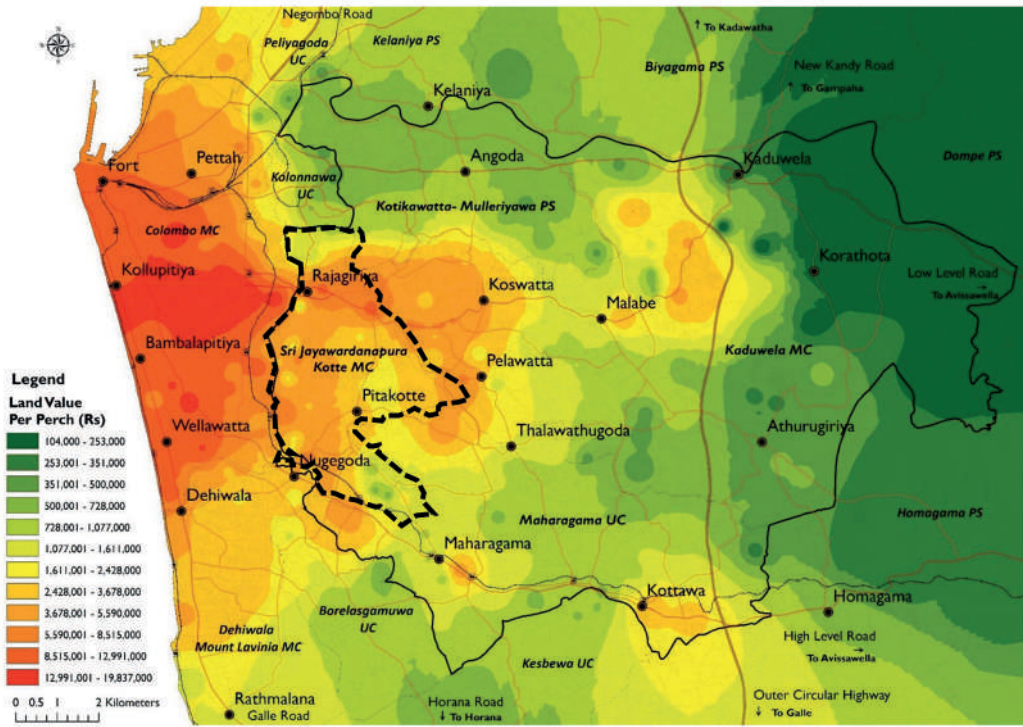 Negombo Road
Peliyagoda
UC
Kelaniya PS
↑ To Kadawatha
Biyagama PS
New Kandy Road
↑ To Gampaha
Kelaniya
Dompe PS
Fort
Pettah
Kolonnawa
UC
Angoda
Kaduwela
Kotikawatta- Mulleriyawa PS
Colombo MC
Kollupitiya
Rajagiriya
Koswatta
Malabe
Korathota
Low Level Road
→
To Avissawella
Bambalapitiya
Sri Jayawardanapura
Kotte MC
Pelawatta
Kaduwela MC
Pitakotte
Wellawatta
Thalawathugoda
Athurugiriya
Nugegoda
Dehiwala
Maharagama UC
Homagama PS
Maharagama
Kottawa
Homagama
Borelasgamuwa
UC
Dehiwala
Mount Lavinia MC
High Level Road
→
To Avissawella
Kesbewa UC
Rathmalana
Galle Road
Horana Road
↓ To Horana
Outer Circular Highway
↓ To Galle
Legend
Land Value
Per Perch (Rs)
104,000 - 253,000
253,001 - 351,000
351,001 - 500,000
500,001 - 728,000
728,001 - 1,077,000
1,077,001 - 1,611,000
1,611,001 - 2,428,000
2,428,001 - 3,678,000
3,678,001 - 5,590,000
5,590,001 - 8,515,000
8,515,001 - 12,991,000
12,991,001 - 19,837,000
0 0.5 1 2 Kilometers